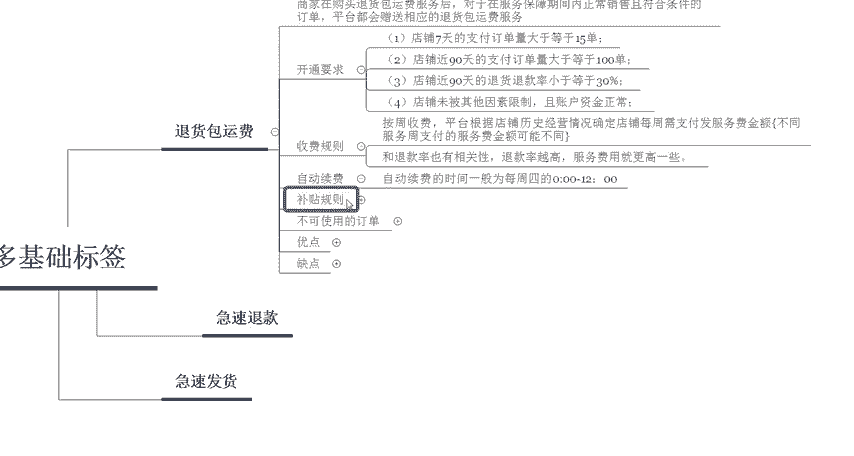 商家在购买退货包运费服务后，对于在服务保障期间内正常销售且符合条件的
订单，平台都会赠送相应的退货包运费服务
（1）店铺7天的支付订单量大于等于15单；
（2）店铺近90天的支付订单量大于等于100单；
开通要求
（3）店铺近90天的退货退款率小于等于30%；
（4）店铺未被其他因素限制，且账户资金正常；
退货包运费
按周收费，平台根据店铺历史经营情况确定店铺每周需支付发服务费金额{不同
服务周支付的服务费金额可能不同}
收费规则
和退款率也有相关性，退款率越高，服务费用就更高一些。
自动续费
自动续费的时间一般为每周四的0:00-12：00
补贴规则
不可使用的订单
优点
缺点
多基础标签
急速退款
急速发货